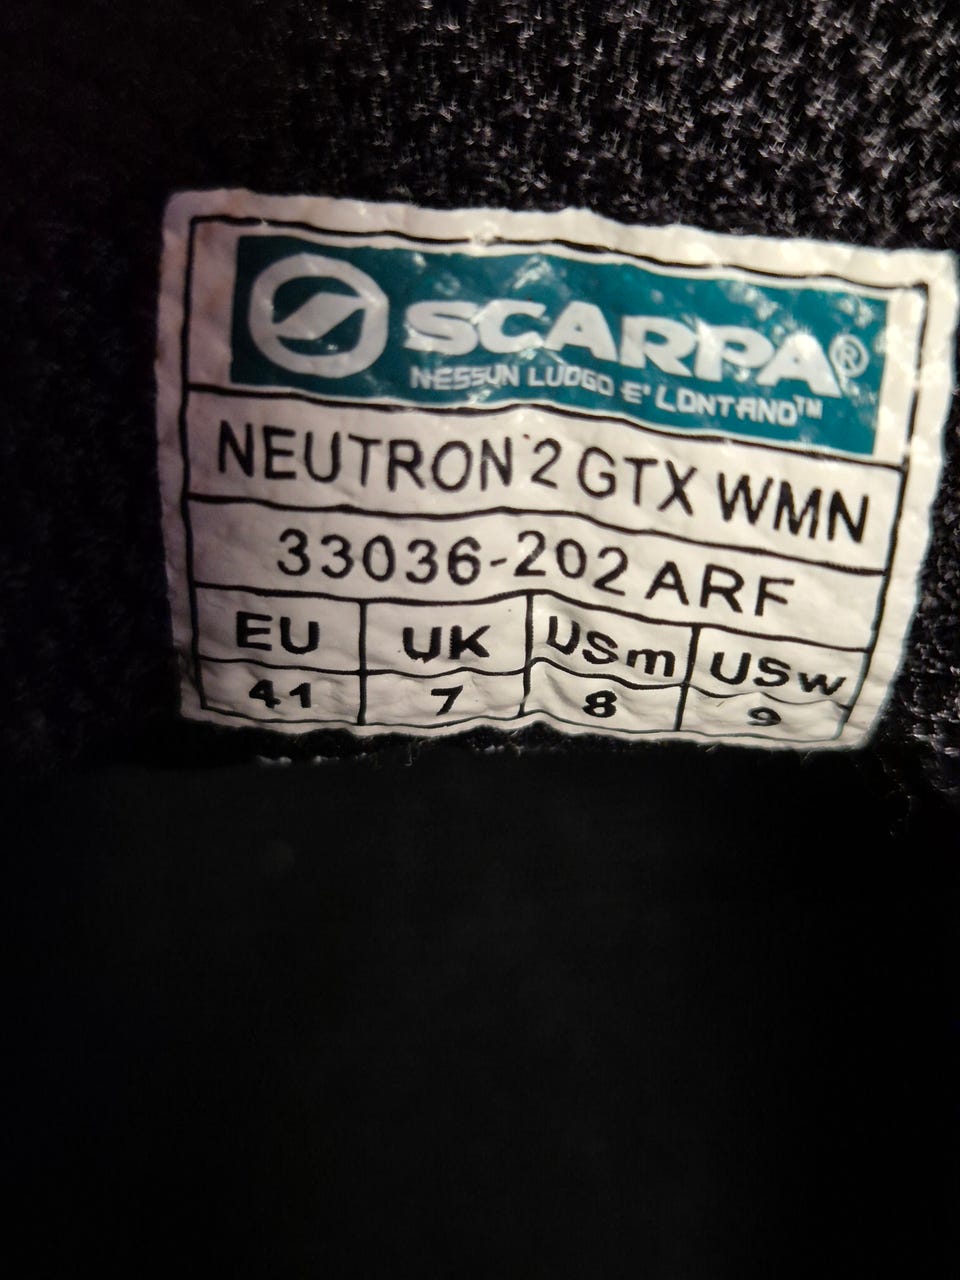 SCARPA®
NESSUN LUOGO E' LONTANO™
NEUTRON 2 GTX WMN
33036-202 ARF
EU UK USm USw
41 7 8 9